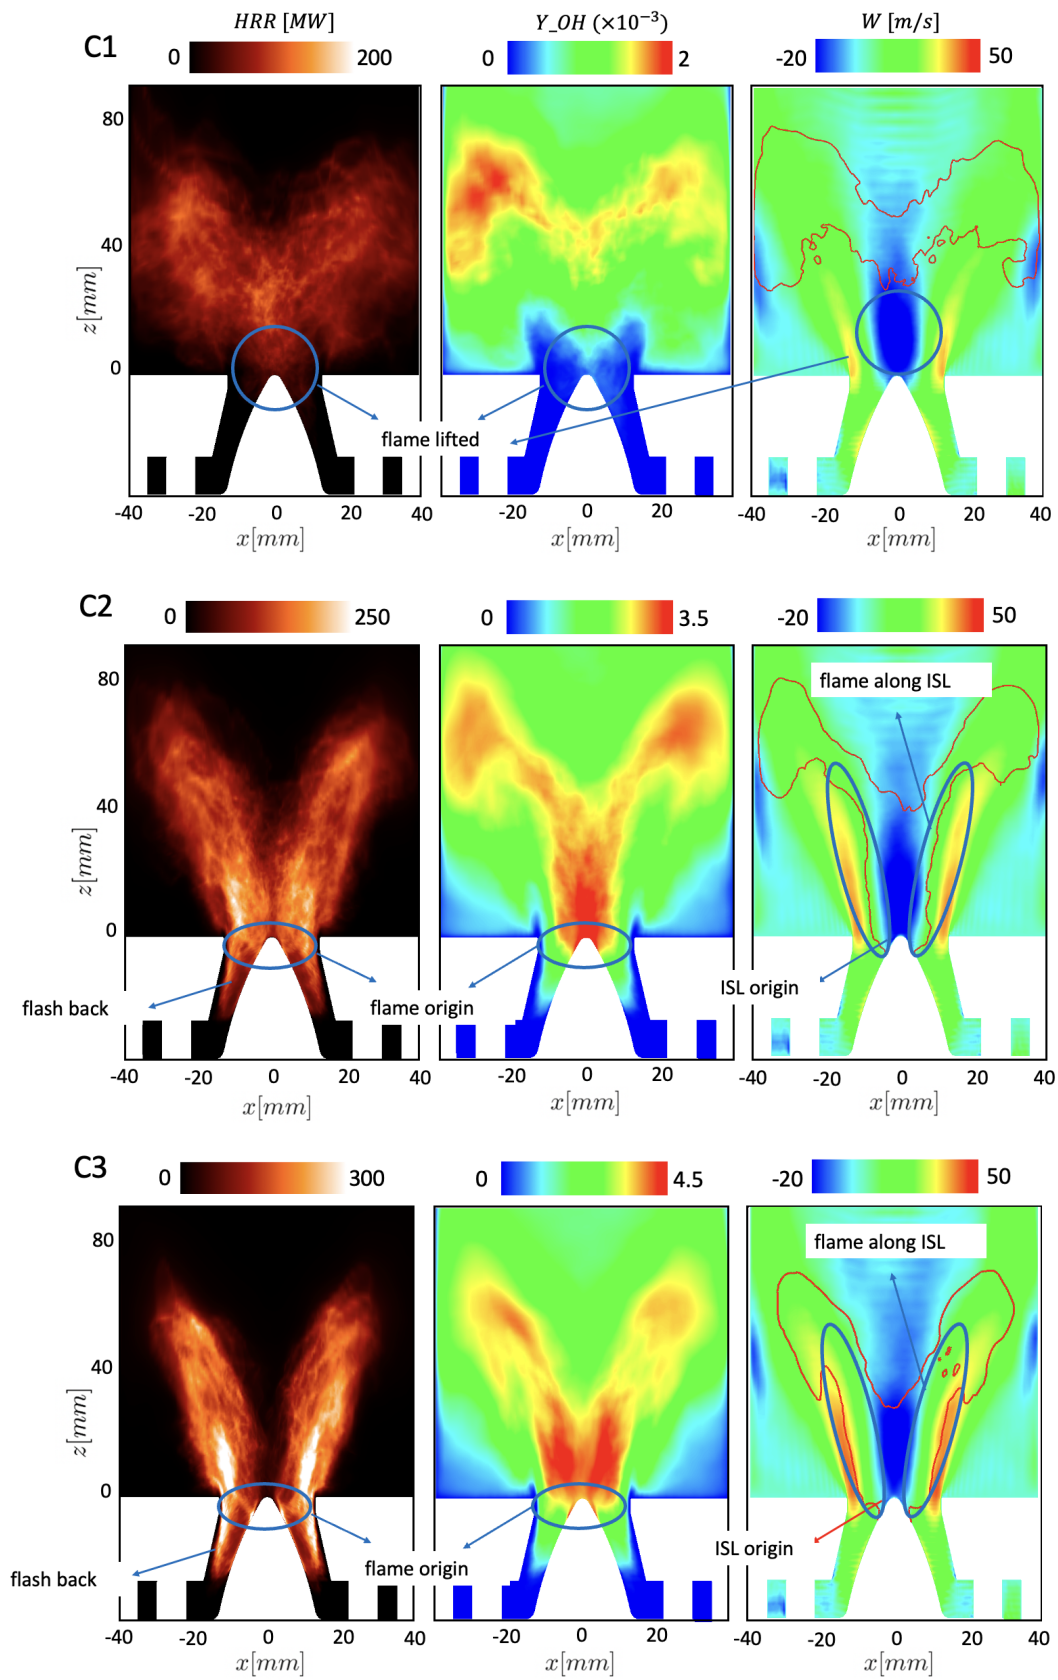 HRR [MW] Y_OH (×10⁻³) W [m/s]
C1
0 200 0 2 -20 50
80
40
0
z[mm]
flame lifted
-40 -20 0 20 40 -20 0 20 -40 -20 0 20 40
x[mm] x[mm] x[mm]
C2
0 250 0 3.5 -20 50
80
flame along ISL
40
0
z[mm]
ISL origin
flash back
flame origin
-40 -20 0 20 40 -20 0 20 -40 -20 0 20 40
x[mm] x[mm] x[mm]
C3
0 300 0 4.5 -20 50
80
flame along ISL
40
0
z[mm]
ISL origin
flame origin
flash back
-40 -20 0 20 40 -20 0 20 -40 -20 0 20 40
x[mm] x[mm] x[mm]